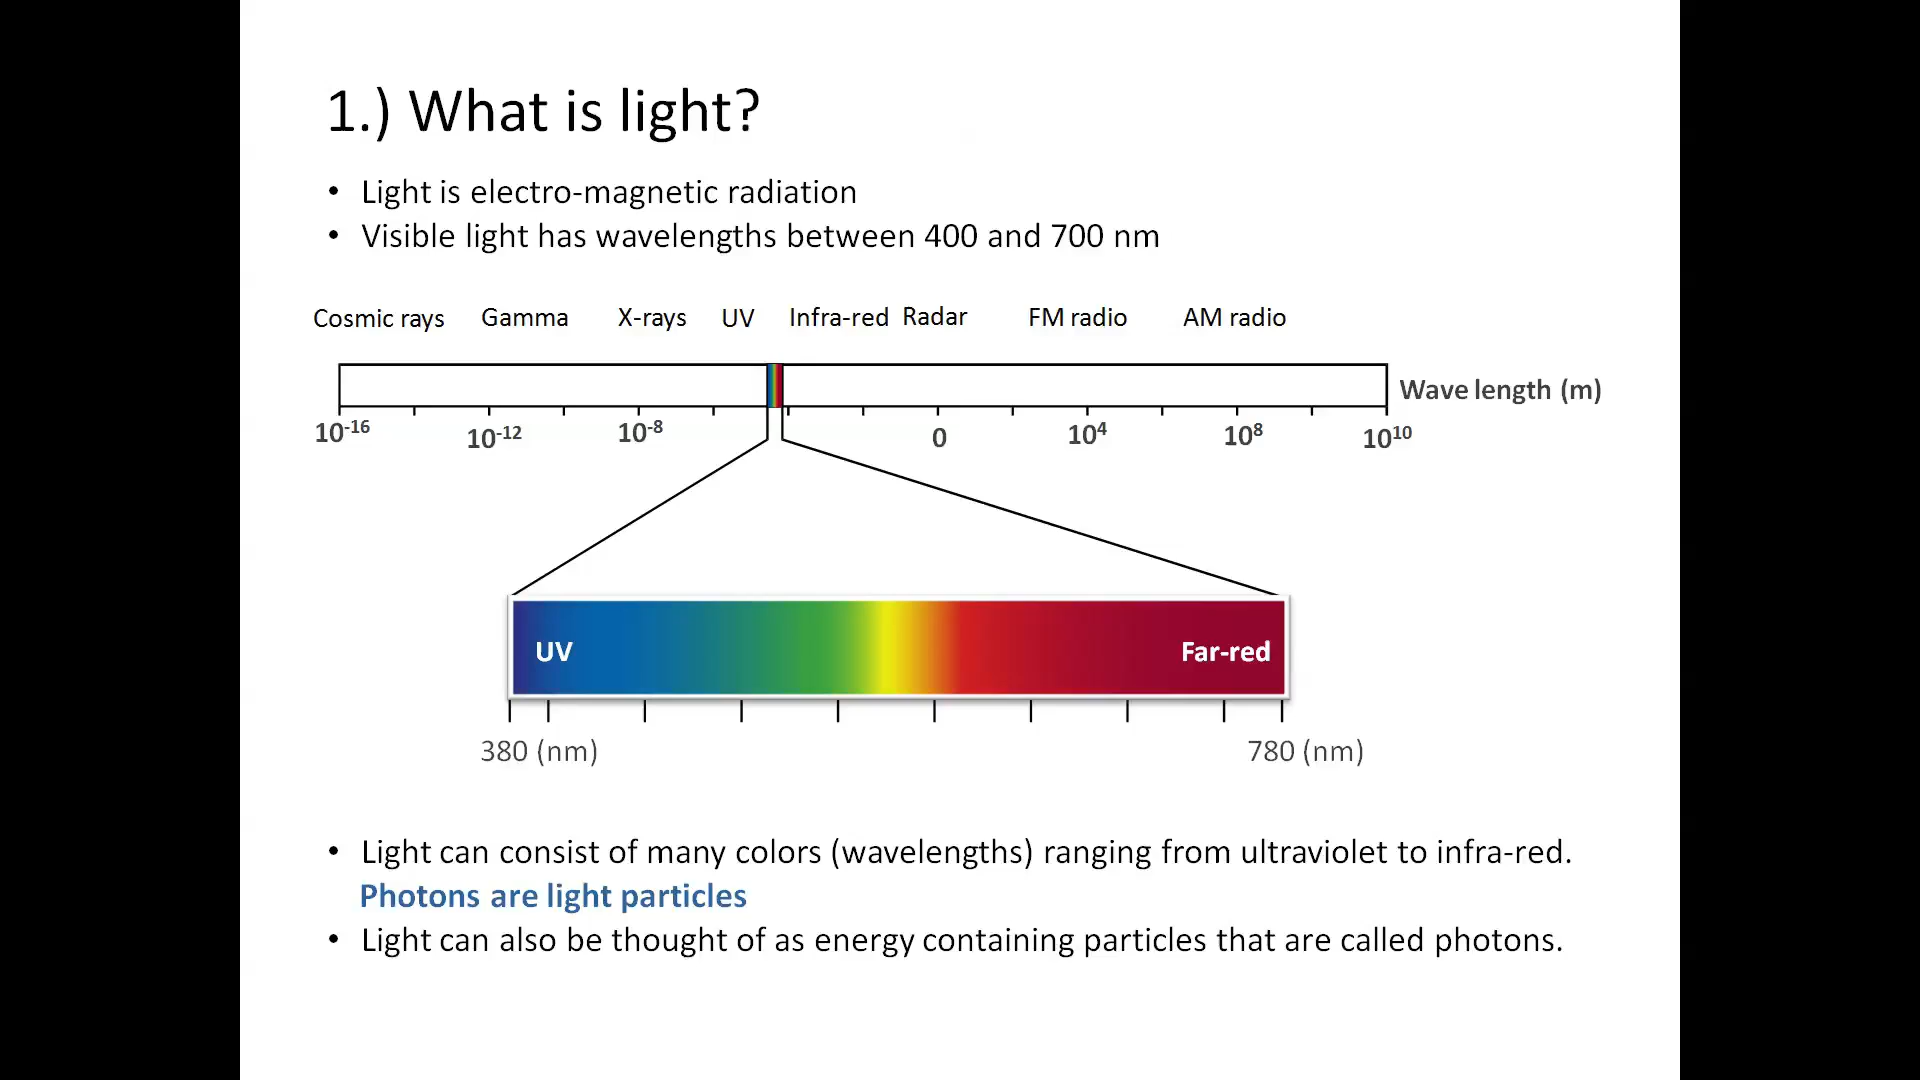 1.) What is light?
• Light is electro-magnetic radiation
• Visible light has wavelengths between 400 and 700 nm
Cosmic rays Gamma X-rays UV Infra-red Radar FM radio AM radio
Wave length (m)
10⁻¹⁶ 10⁻¹² 10⁻⁸ 0 10⁴ 10⁸ 10¹⁰
UV Far-red
380 (nm) 780 (nm)
• Light can consist of many colors (wavelengths) ranging from ultraviolet to infra-red.
Photons are light particles
• Light can also be thought of as energy containing particles that are called photons.